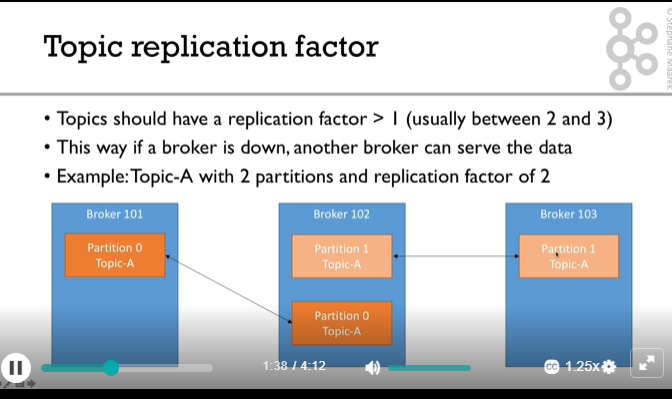 Topic replication factor
© Stephane Maarek
• Topics should have a replication factor > 1 (usually between 2 and 3)
• This way if a broker is down, another broker can serve the data
• Example: Topic-A with 2 partitions and replication factor of 2
Broker 101
Broker 102
Broker 103
Partition 0
Topic-A
Partition 1
Topic-A
Partition 1
Topic-A
Partition 0
Topic-A
1:38 / 4:12
CC
1.25x